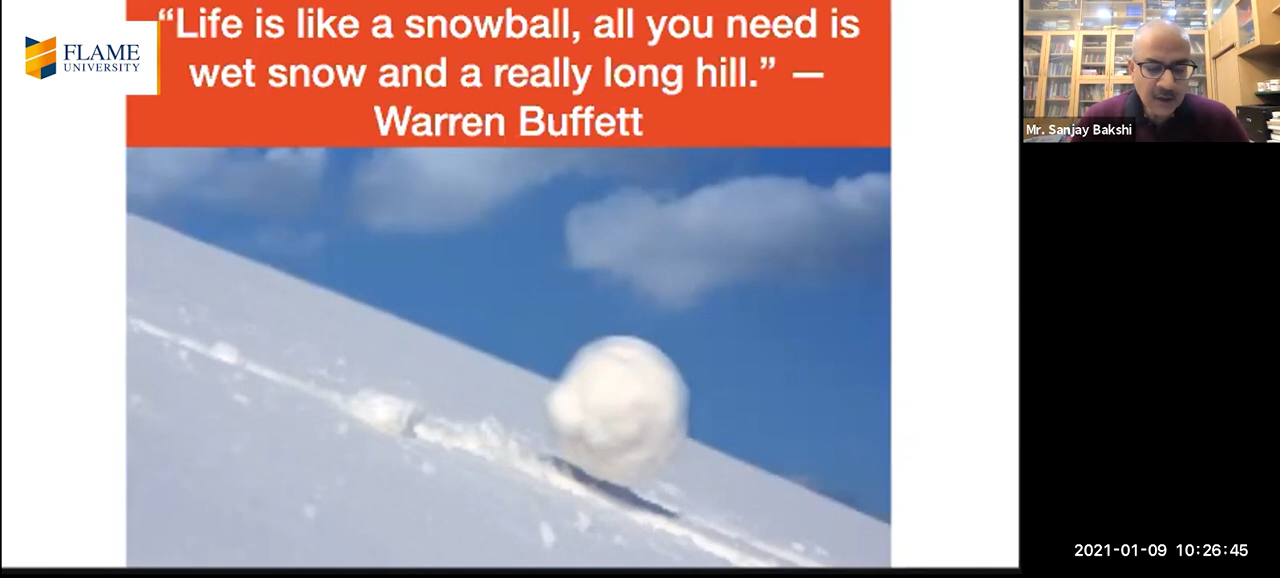 “Life is like a snowball, all you need is
wet snow and a really long hill.” —
Warren Buffett
FLAME
UNIVERSITY
Mr. Sanjay Bakshi
2021-01-09 10:26:45